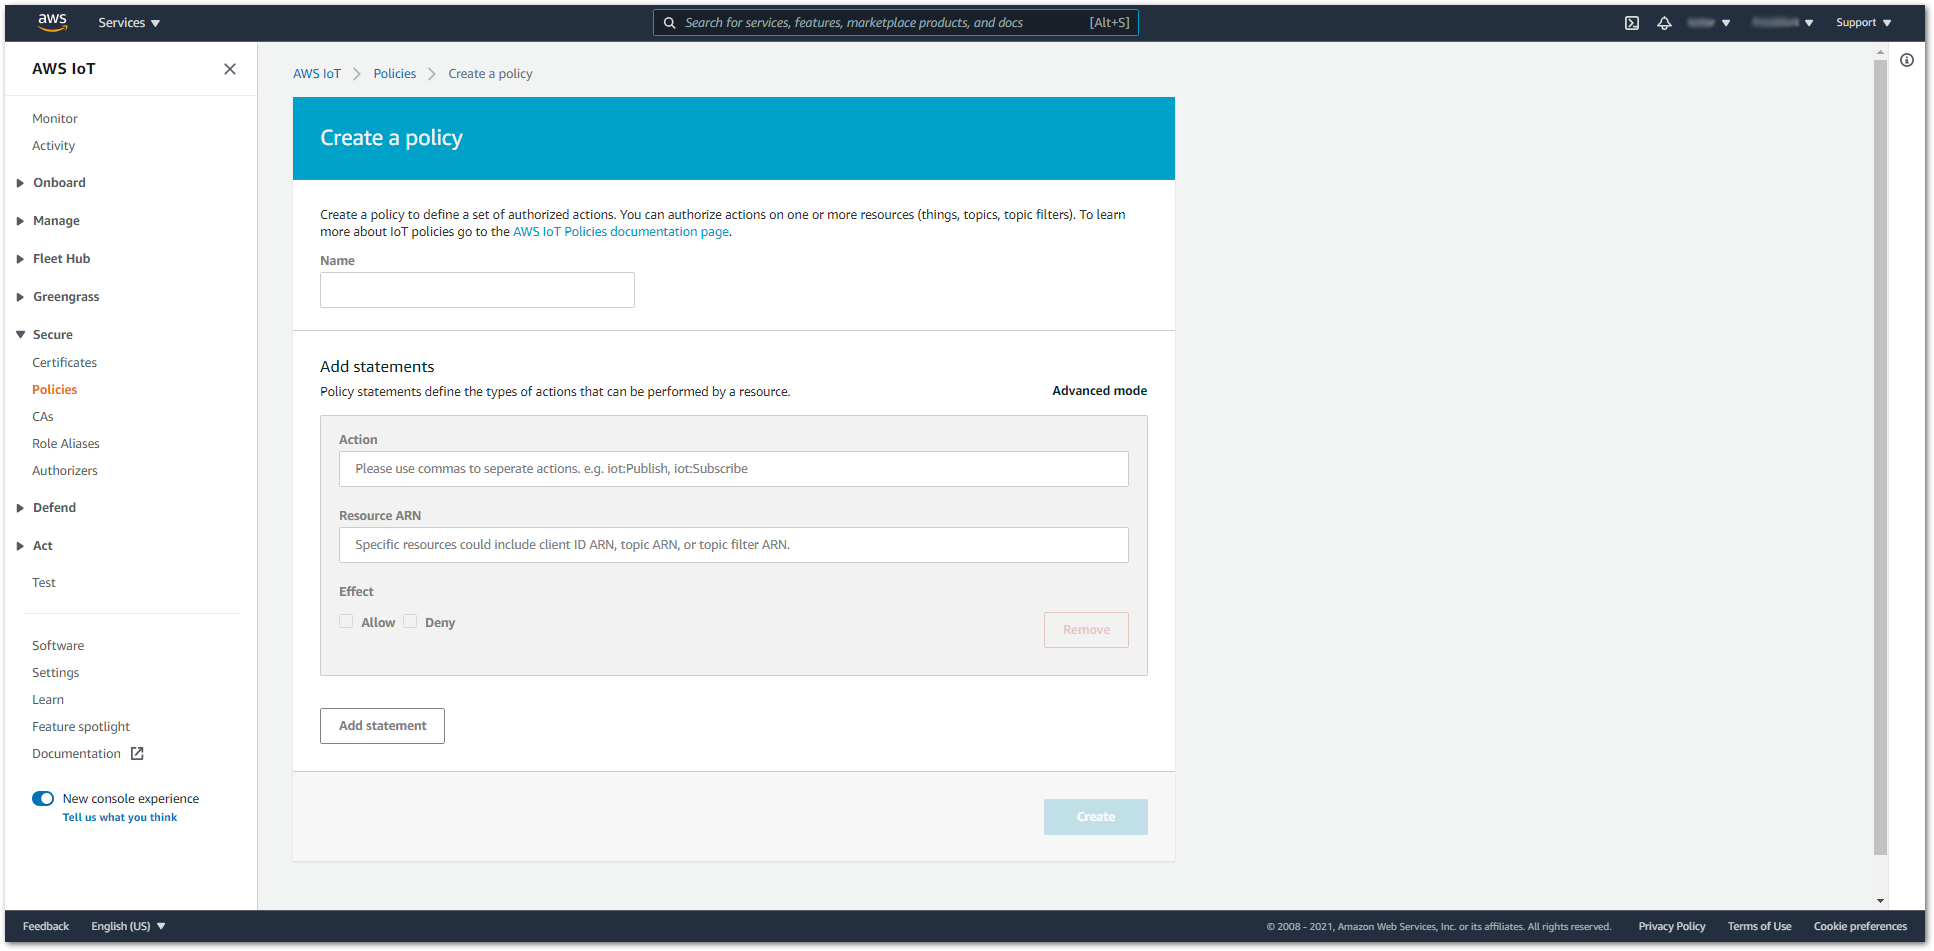 aws
Services
Search for services, features, marketplace products, and docs [Alt+S]
Support
AWS IoT
Monitor
Activity
Onboard
Manage
Fleet Hub
Greengrass
Secure
Certificates
Policies
CAs
Role Aliases
Authorizers
Defend
Act
Test
Software
Settings
Learn
Feature spotlight
Documentation
New console experience
Tell us what you think
AWS IoT > Policies > Create a policy
Create a policy
Create a policy to define a set of authorized actions. You can authorize actions on one or more resources (things, topics, topic filters). To learn
more about IoT policies go to the AWS IoT Policies documentation page.
Name
Add statements
Policy statements define the types of actions that can be performed by a resource.
Advanced mode
Action
Please use commas to seperate actions. e.g. iot:Publish, iot:Subscribe
Resource ARN
Specific resources could include client ID ARN, topic ARN, or topic filter ARN.
Effect
Allow Deny
Remove
Add statement
Create
Feedback English (US)
© 2008 - 2021, Amazon Web Services, Inc. or its affiliates. All rights reserved. Privacy Policy Terms of Use Cookie preferences